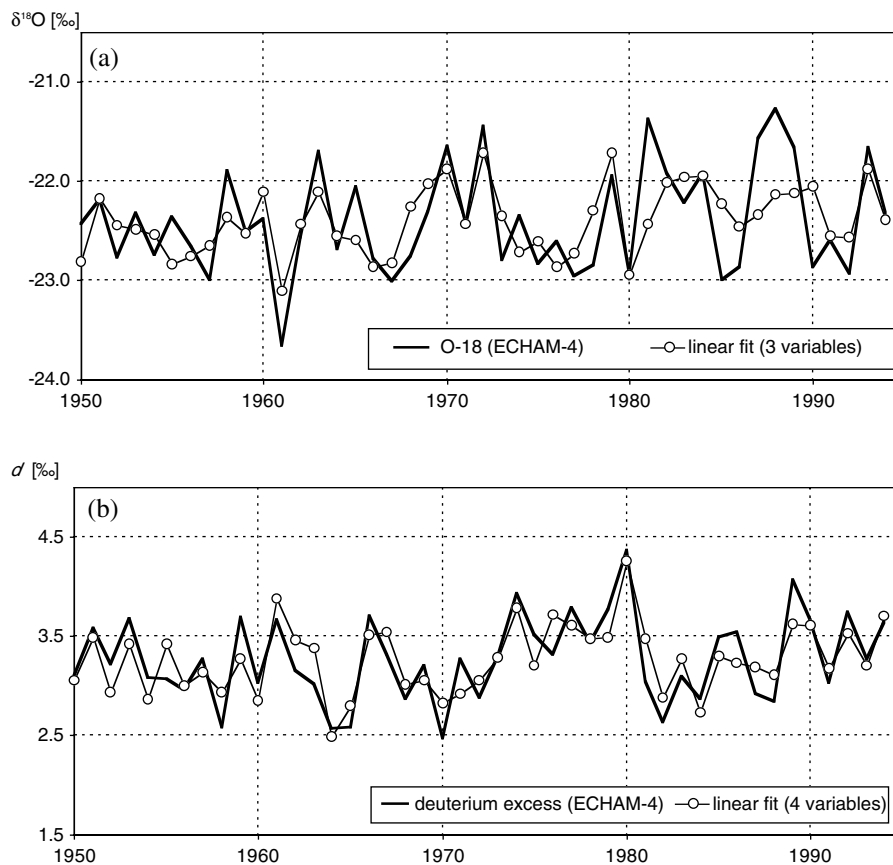 δ¹⁸O [‰]
(a)
-21.0
-22.0
-23.0
-24.0
O-18 (ECHAM-4) linear fit (3 variables)
1950 1960 1970 1980 1990
d [‰]
(b)
4.5
3.5
2.5
1.5
deuterium excess (ECHAM-4) linear fit (4 variables)
1950 1960 1970 1980 1990